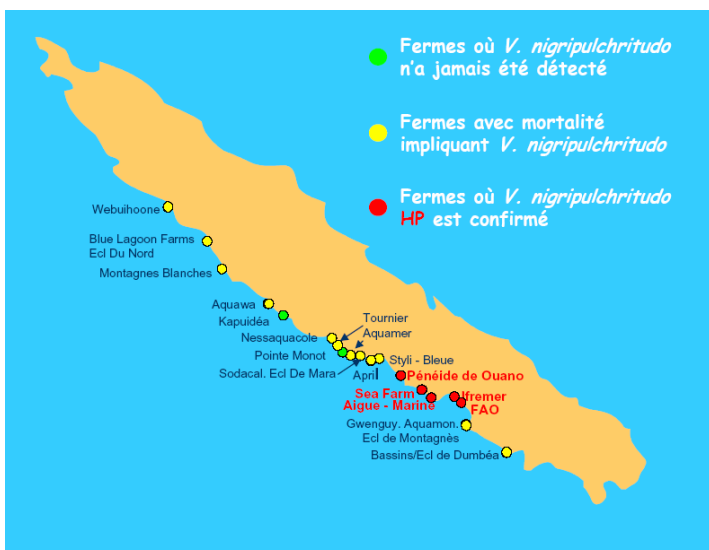 Fermes où V. nigripulchritudo
n'a jamais été détecté
Fermes avec mortalité
impliquant V. nigripulchritudo
Fermes où V. nigripulchritudo
HP est confirmé
Webuihoone
Blue Lagoon Farms
Ecl Du Nord
Montagnes Blanches
Aquawa
Kapuidéa
Tournier
Aquamer
Nessaquacole
Pointe Monot
Sodacal. Ecl De Mara
April
Styli - Bleue
Pénéide de Ouano
Sea Farm
Aigue - Marine
Ifremer
FAO
Gwenguy. Aquamon.
Ecl de Montagnès
Bassins/Ecl de Dumbéa